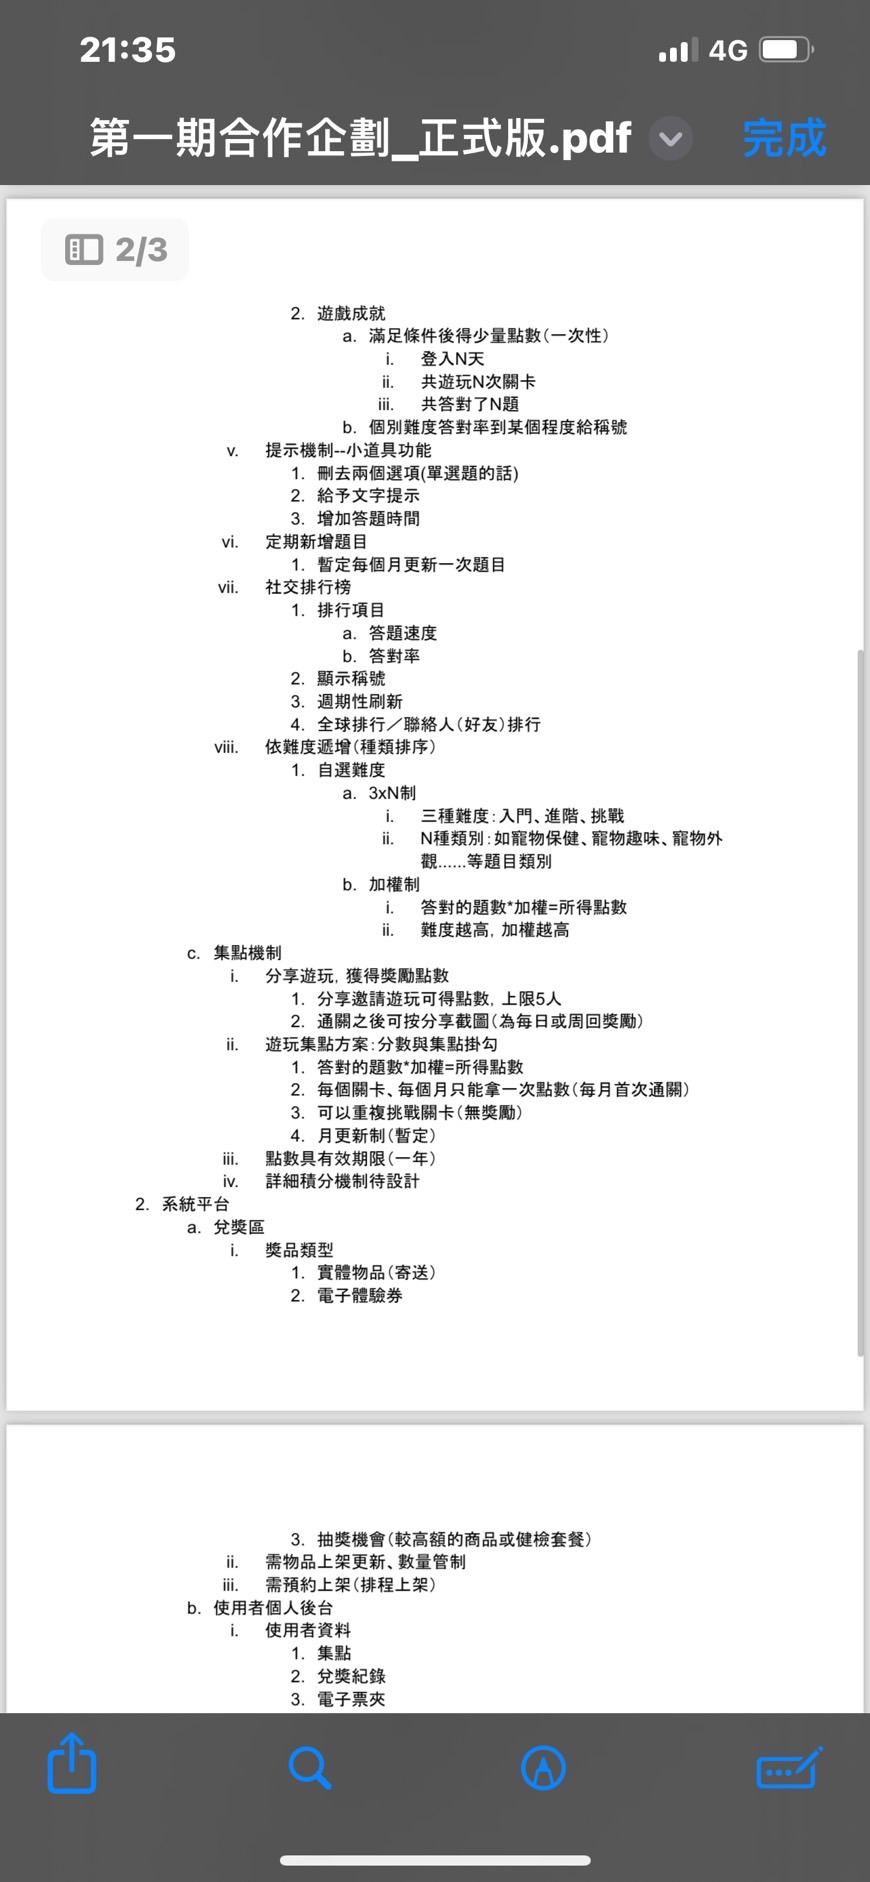 21:35
4G
第一期合作企劃_正式版.pdf
完成
2/3
2. 遊戲成就
a. 滿足條件後得少量點數(一次性)
i. 登入N天
ii. 共遊玩N次關卡
iii. 共答對了N題
b. 個別難度答對率到某個程度給稱號
v. 提示機制--小道具功能
1. 刪去兩個選項(單選題的話)
2. 給予文字提示
3. 增加答題時間
vi. 定期新增題目
1. 暫定每個月更新一次題目
vii. 社交排行榜
1. 排行項目
a. 答題速度
b. 答對率
2. 顯示稱號
3. 週期性刷新
4. 全球排行／聯絡人(好友)排行
viii. 依難度遞增(種類排序)
1. 自選難度
a. 3xN制
i. 三種難度:入門、進階、挑戰
ii. N種類別:如寵物保健、寵物趣味、寵物外
觀......等題目類別
b. 加權制
i. 答對的題數*加權=所得點數
ii. 難度越高, 加權越高
c. 集點機制
i. 分享遊玩, 獲得獎勵點數
1. 分享邀請遊玩可得點數, 上限5人
2. 通關之後可按分享截圖(為每日或周回獎勵)
ii. 遊玩集點方案:分數與集點掛勾
1. 答對的題數*加權=所得點數
2. 每個關卡、每個月只能拿一次點數(每月首次通關)
3. 可以重複挑戰關卡(無獎勵)
4. 月更新制(暫定)
iii. 點數具有效期限(一年)
iv. 詳細積分機制待設計
2. 系統平台
a. 兌獎區
i. 獎品類型
1. 實體物品(寄送)
2. 電子體驗券
3. 抽獎機會(較高額的商品或健檢套餐)
ii. 需物品上架更新、數量管制
iii. 需預約上架(排程上架)
b. 使用者個人後台
i. 使用者資料
1. 集點
2. 兌獎紀錄
3. 電子票夾